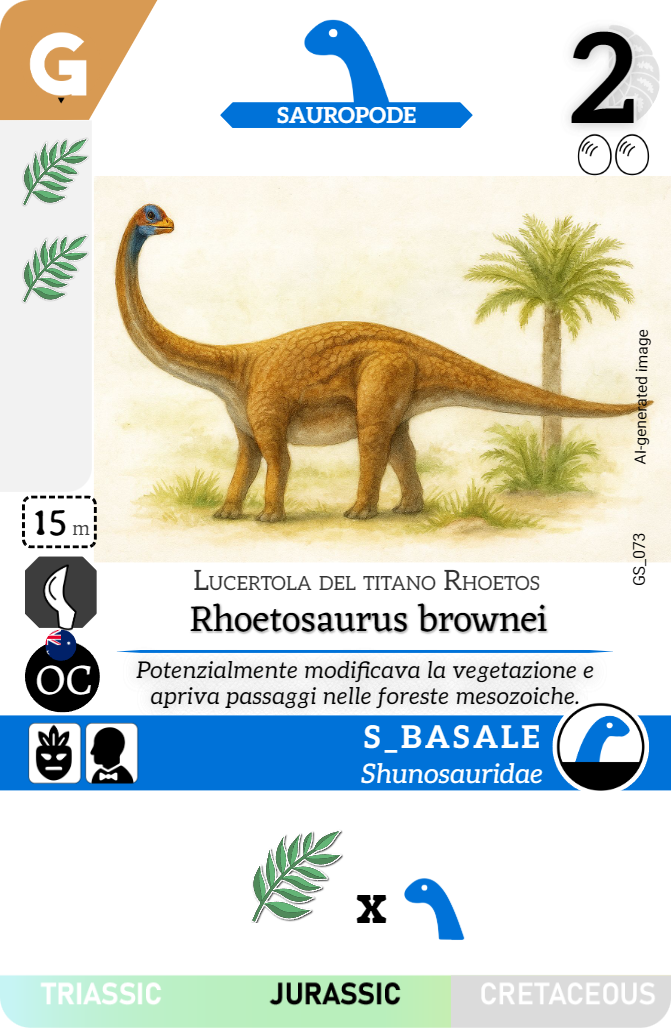 G
SAUROPODE
2
AI-generated image
GS_073
15 m
LUCERTOLA DEL TITANO RHOETOS
Rhoetosaurus brownei
OC
Potenzialmente modificava la vegetazione e
apriva passaggi nelle foreste mesozoiche.
S_BASALE
Shunosauridae
x
TRIASSIC JURASSIC CRETACEOUS